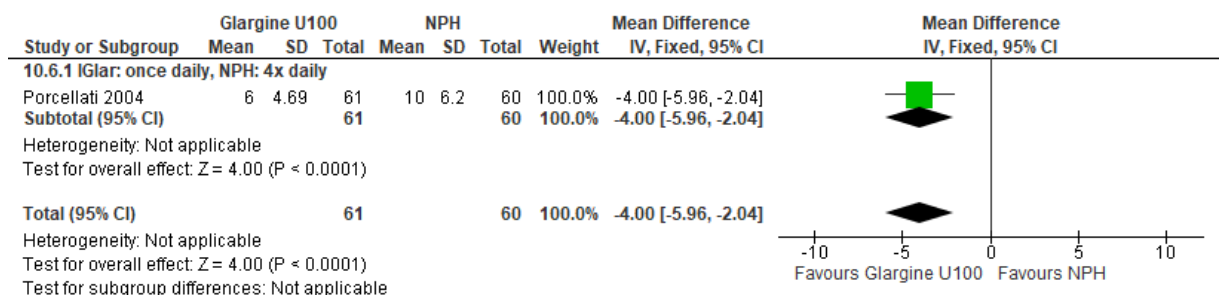 Glargine U100 NPH Mean Difference Mean Difference
Study or Subgroup Mean SD Total Mean SD Total Weight IV, Fixed, 95% CI IV, Fixed, 95% CI
10.6.1 IGlar: once daily, NPH: 4x daily
Porcellati 2004 6 4.69 61 10 6.2 60 100.0% -4.00 [-5.96, -2.04]
Subtotal (95% CI) 61 60 100.0% -4.00 [-5.96, -2.04]
Heterogeneity: Not applicable
Test for overall effect: Z = 4.00 (P < 0.0001)
Total (95% CI) 61 60 100.0% -4.00 [-5.96, -2.04]
Heterogeneity: Not applicable
Test for overall effect: Z = 4.00 (P < 0.0001)
Test for subgroup differences: Not applicable
-10 -5 0 5 10
Favours Glargine U100 Favours NPH